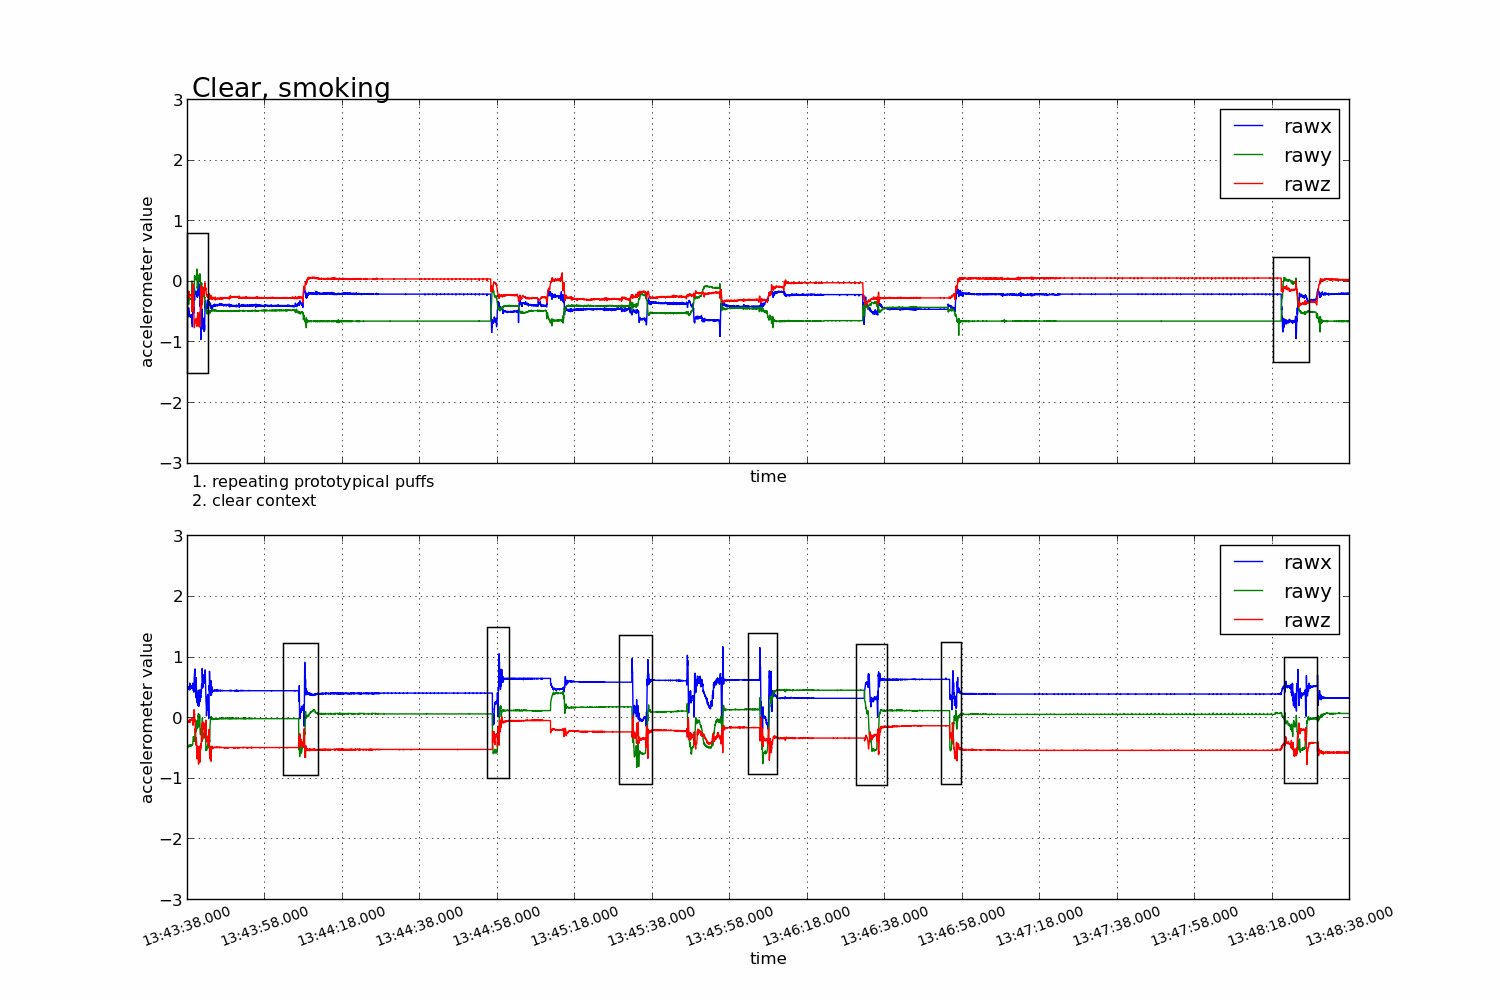 Clear, smoking
3
2
1
0
−1
−2
−3
accelerometer value
rawx
rawy
rawz
time
1. repeating prototypical puffs
2. clear context
3
2
1
0
−1
−2
−3
accelerometer value
rawx
rawy
rawz
13:43:38.000
13:43:58.000
13:44:18.000
13:44:38.000
13:44:58.000
13:45:18.000
13:45:38.000
13:45:58.000
13:46:18.000
13:46:38.000
13:46:58.000
13:47:18.000
13:47:38.000
13:47:58.000
13:48:18.000
13:48:38.000
time